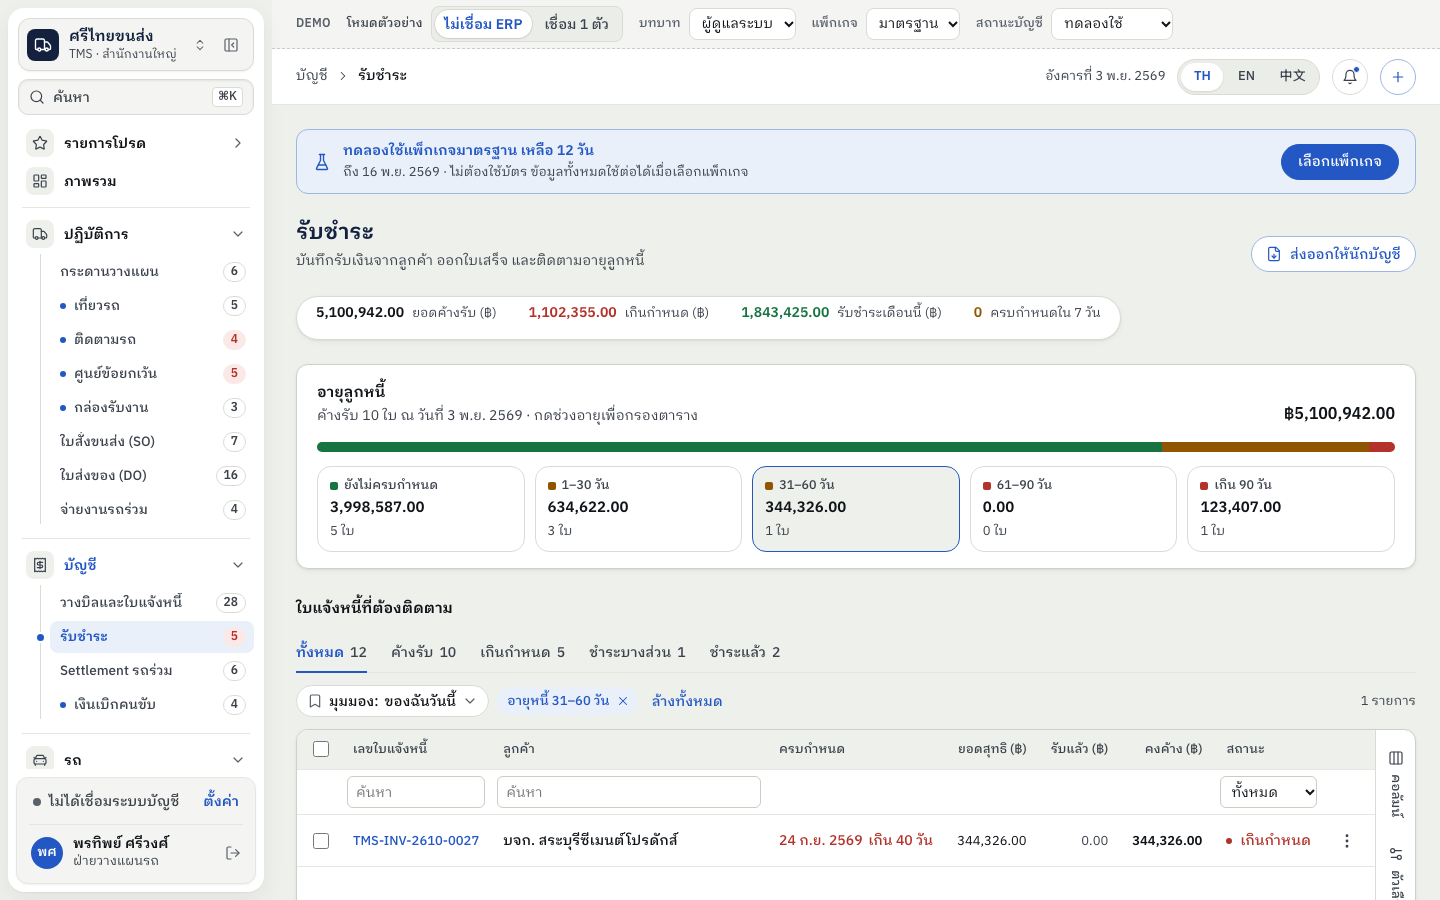 ศรีไทยขนส่ง
TMS · สำนักงานใหญ่
ค้นหา
⌘K
รายการโปรด
ภาพรวม
ปฏิบัติการ
กระดานวางแผน 6
เที่ยวรถ 5
ติดตามรถ 4
ศูนย์ข้อยกเว้น 5
กล่องรับงาน 3
ใบสั่งขนส่ง (SO) 7
ใบส่งของ (DO) 16
จ่ายงานรถร่วม 4
บัญชี
วางบิลและใบแจ้งหนี้ 28
รับชำระ 5
Settlement รถร่วม 6
เงินเบิกคนขับ 4
รถ
ไม่ได้เชื่อมระบบบัญชี ตั้งค่า
พศ
พรทิพย์ ศรีวงศ์
ฝ่ายวางแผนรถ
DEMO โหมดตัวอย่าง ไม่เชื่อม ERP เชื่อม 1 ตัว บทบาท ผู้ดูแลระบบ แพ็กเกจ มาตรฐาน สถานะบัญชี ทดลองใช้
บัญชี > รับชำระ
อังคารที่ 3 พ.ย. 2569 TH EN 中文
ทดลองใช้แพ็กเกจมาตรฐาน เหลือ 12 วัน
ถึง 16 พ.ย. 2569 · ไม่ต้องใช้บัตร ข้อมูลทั้งหมดใช้ต่อได้เมื่อเลือกแพ็กเกจ
เลือกแพ็กเกจ
รับชำระ
บันทึกรับเงินจากลูกค้า ออกใบเสร็จ และติดตามอายุลูกหนี้
ส่งออกให้นักบัญชี
5,100,942.00 ยอดค้างรับ (฿) 1,102,355.00 เกินกำหนด (฿) 1,843,425.00 รับชำระเดือนนี้ (฿) 0 ครบกำหนดใน 7 วัน
อายุลูกหนี้
ค้างรับ 10 ใบ ณ วันที่ 3 พ.ย. 2569 · กดช่วงอายุเพื่อกรองตาราง
฿5,100,942.00
ยังไม่ครบกำหนด
3,998,587.00
5 ใบ
1–30 วัน
634,622.00
3 ใบ
31–60 วัน
344,326.00
1 ใบ
61–90 วัน
0.00
0 ใบ
เกิน 90 วัน
123,407.00
1 ใบ
ใบแจ้งหนี้ที่ต้องติดตาม
ทั้งหมด 12 ค้างรับ 10 เกินกำหนด 5 ชำระบางส่วน 1 ชำระแล้ว 2
มุมมอง: ของฉันวันนี้ อายุหนี้ 31–60 วัน × ล้างทั้งหมด
1 รายการ
เลขใบแจ้งหนี้ ลูกค้า ครบกำหนด ยอดสุทธิ (฿) รับแล้ว (฿) คงค้าง (฿) สถานะ
ค้นหา ค้นหา ทั้งหมด
TMS-INV-2610-0027 บจก. สระบุรีซีเมนต์โปรดักส์ 24 ก.ย. 2569 เกิน 40 วัน 344,326.00 0.00 344,326.00 เกินกำหนด
คอลัมน์